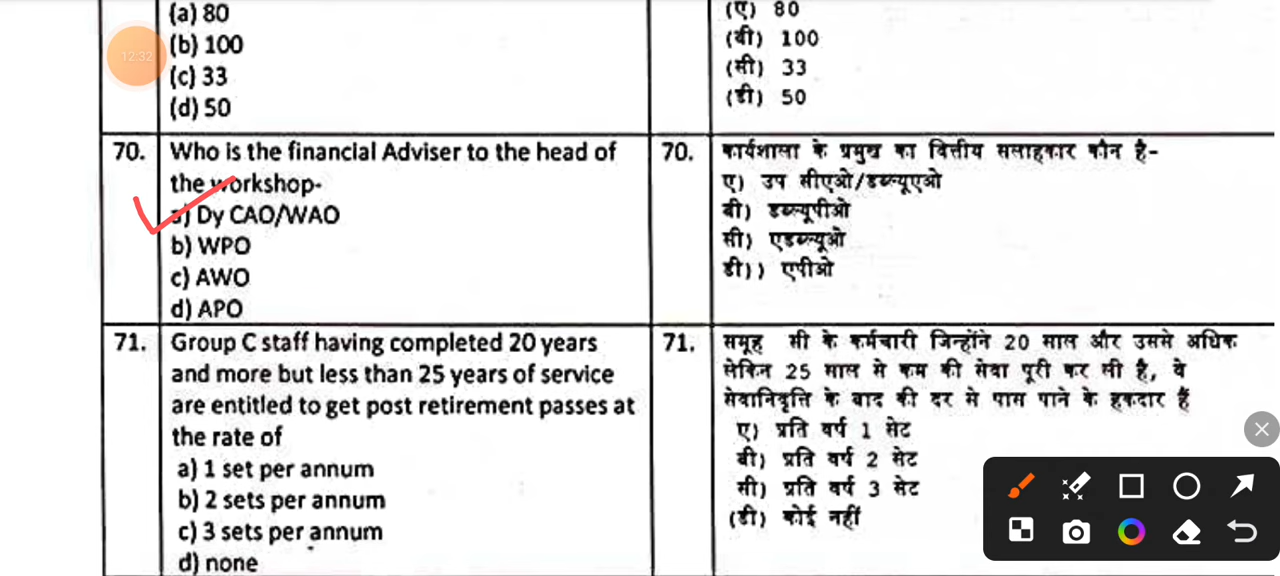 (a) 80
(b) 100
(c) 33
(d) 50
(ए) 80
(बी) 100
(सी) 33
(डी) 50
12:32
70. Who is the financial Adviser to the head of
the workshop-
a) Dy CAO/WAO
b) WPO
c) AWO
d) APO
70. कार्यशाला के प्रमुख का वित्तीय सलाहकार कौन है-
ए) उप सीएओ/डब्ल्यूएओ
बी) डब्ल्यूपीओ
सी) एडब्ल्यूओ
डी)) एपीओ
71. Group C staff having completed 20 years
and more but less than 25 years of service
are entitled to get post retirement passes at
the rate of
a) 1 set per annum
b) 2 sets per annum
c) 3 sets per annum
d) none
71. समूह सी के कर्मचारी जिन्होंने 20 साल और उससे अधिक
लेकिन 25 साल से कम की सेवा पूरी कर ली है, वे
सेवानिवृत्ति के बाद की दर से पास पाने के हकदार हैं
ए) प्रति वर्ष 1 सेट
बी) प्रति वर्ष 2 सेट
सी) प्रति वर्ष 3 सेट
(डी) कोई नहीं